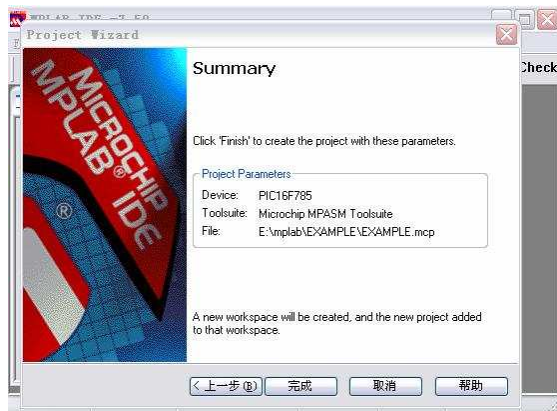 MPLAB IDE v7.50
Project Wizard
Check
Summary
MICROCHIP
MPLAB® IDE
®
Click 'Finish' to create the project with these parameters.
Project Parameters
Device: PIC16F785
Toolsuite: Microchip MPASM Toolsuite
File: E:\mplab\EXAMPLE\EXAMPLE.mcp
A new workspace will be created, and the new project added
to that workspace.
< 上一步(B) 完成 取消 帮助